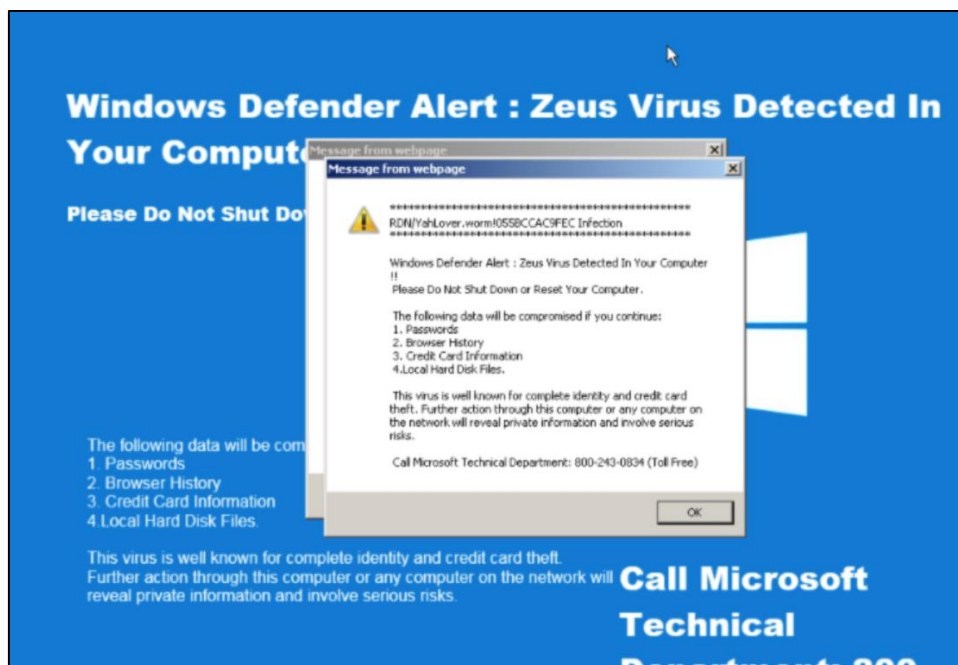 Windows Defender Alert : Zeus Virus Detected In
Your Compute
Please Do Not Shut Do
Message from webpage
Message from webpage
**************************************************
RDN/YahLover.worm!055BCCAC9FEC Infection
**************************************************
Windows Defender Alert : Zeus Virus Detected In Your Computer
!!
Please Do Not Shut Down or Reset Your Computer.
The following data will be compromised if you continue:
1. Passwords
2. Browser History
3. Credit Card Information
4.Local Hard Disk Files.
This virus is well known for complete identity and credit card
theft. Further action through this computer or any computer on
the network will reveal private information and involve serious
risks.
Call Microsoft Technical Department: 800-243-0834 (Toll Free)
OK
The following data will be com
1. Passwords
2. Browser History
3. Credit Card Information
4.Local Hard Disk Files.
This virus is well known for complete identity and credit card theft.
Further action through this computer or any computer on the network will
reveal private information and involve serious risks.
Call Microsoft
Technical
Department: 800